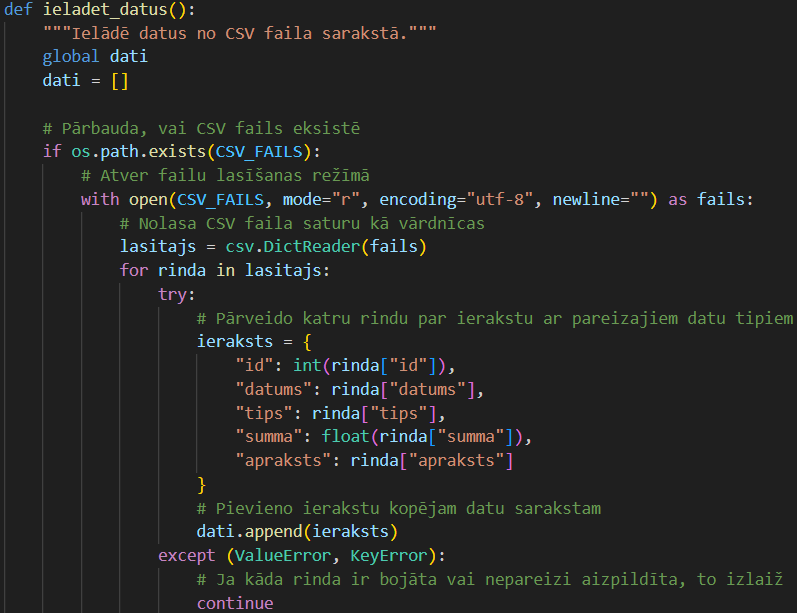 def ieladet_datus():
    """Ielādē datus no CSV faila sarakstā."""
    global dati
    dati = []

    # Pārbauda, vai CSV fails eksistē
    if os.path.exists(CSV_FAILS):
        # Atver failu lasīšanas režīmā
        with open(CSV_FAILS, mode="r", encoding="utf-8", newline="") as fails:
            # Nolasa CSV faila saturu kā vārdnīcas
            lasitajs = csv.DictReader(fails)
            for rinda in lasitajs:
                try:
                    # Pārveido katru rindu par ierakstu ar pareizajiem datu tipiem
                    ieraksts = {
                        "id": int(rinda["id"]),
                        "datums": rinda["datums"],
                        "tips": rinda["tips"],
                        "summa": float(rinda["summa"]),
                        "apraksts": rinda["apraksts"]
                    }
                    # Pievieno ierakstu kopējam datu sarakstam
                    dati.append(ieraksts)
                except (ValueError, KeyError):
                    # Ja kāda rinda ir bojāta vai nepareizi aizpildīta, to izlaiž
                    continue